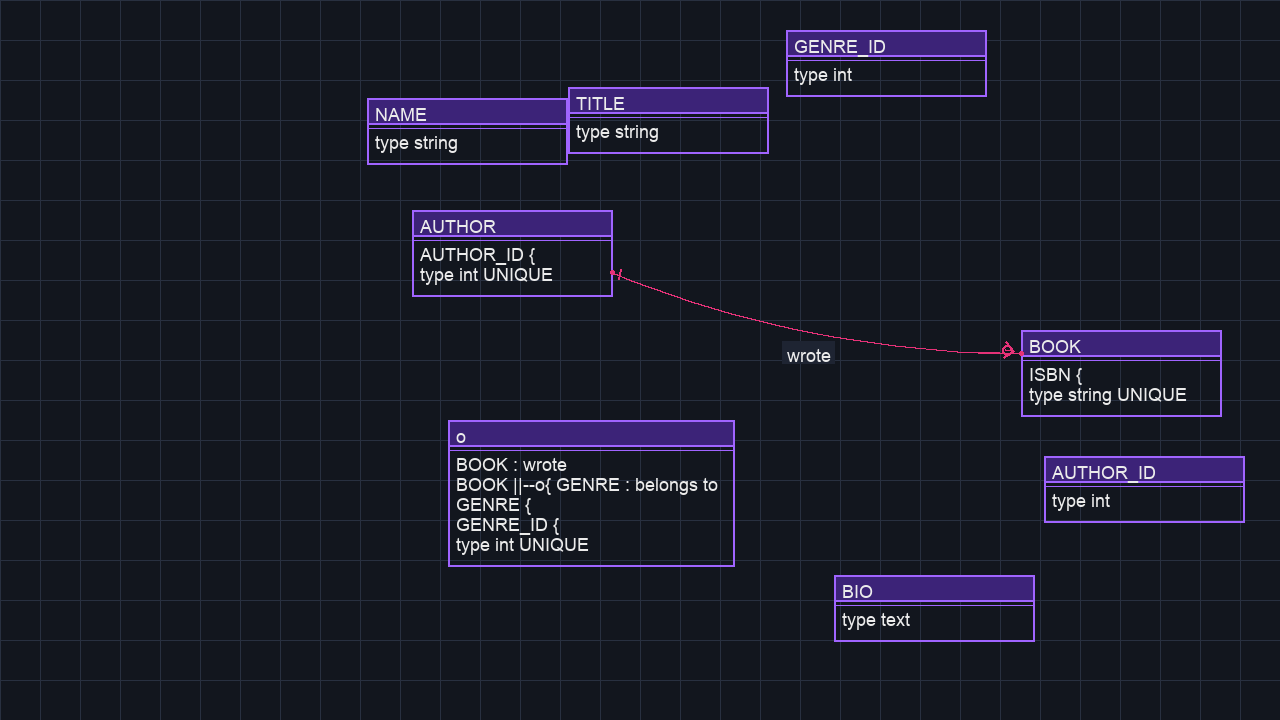 GENRE_ID
type int
NAME
type string
TITLE
type string
AUTHOR
AUTHOR_ID {
type int UNIQUE
wrote
BOOK
ISBN {
type string UNIQUE
o
BOOK : wrote
BOOK ||--o{ GENRE : belongs to
GENRE {
GENRE_ID {
type int UNIQUE
AUTHOR_ID
type int
BIO
type text